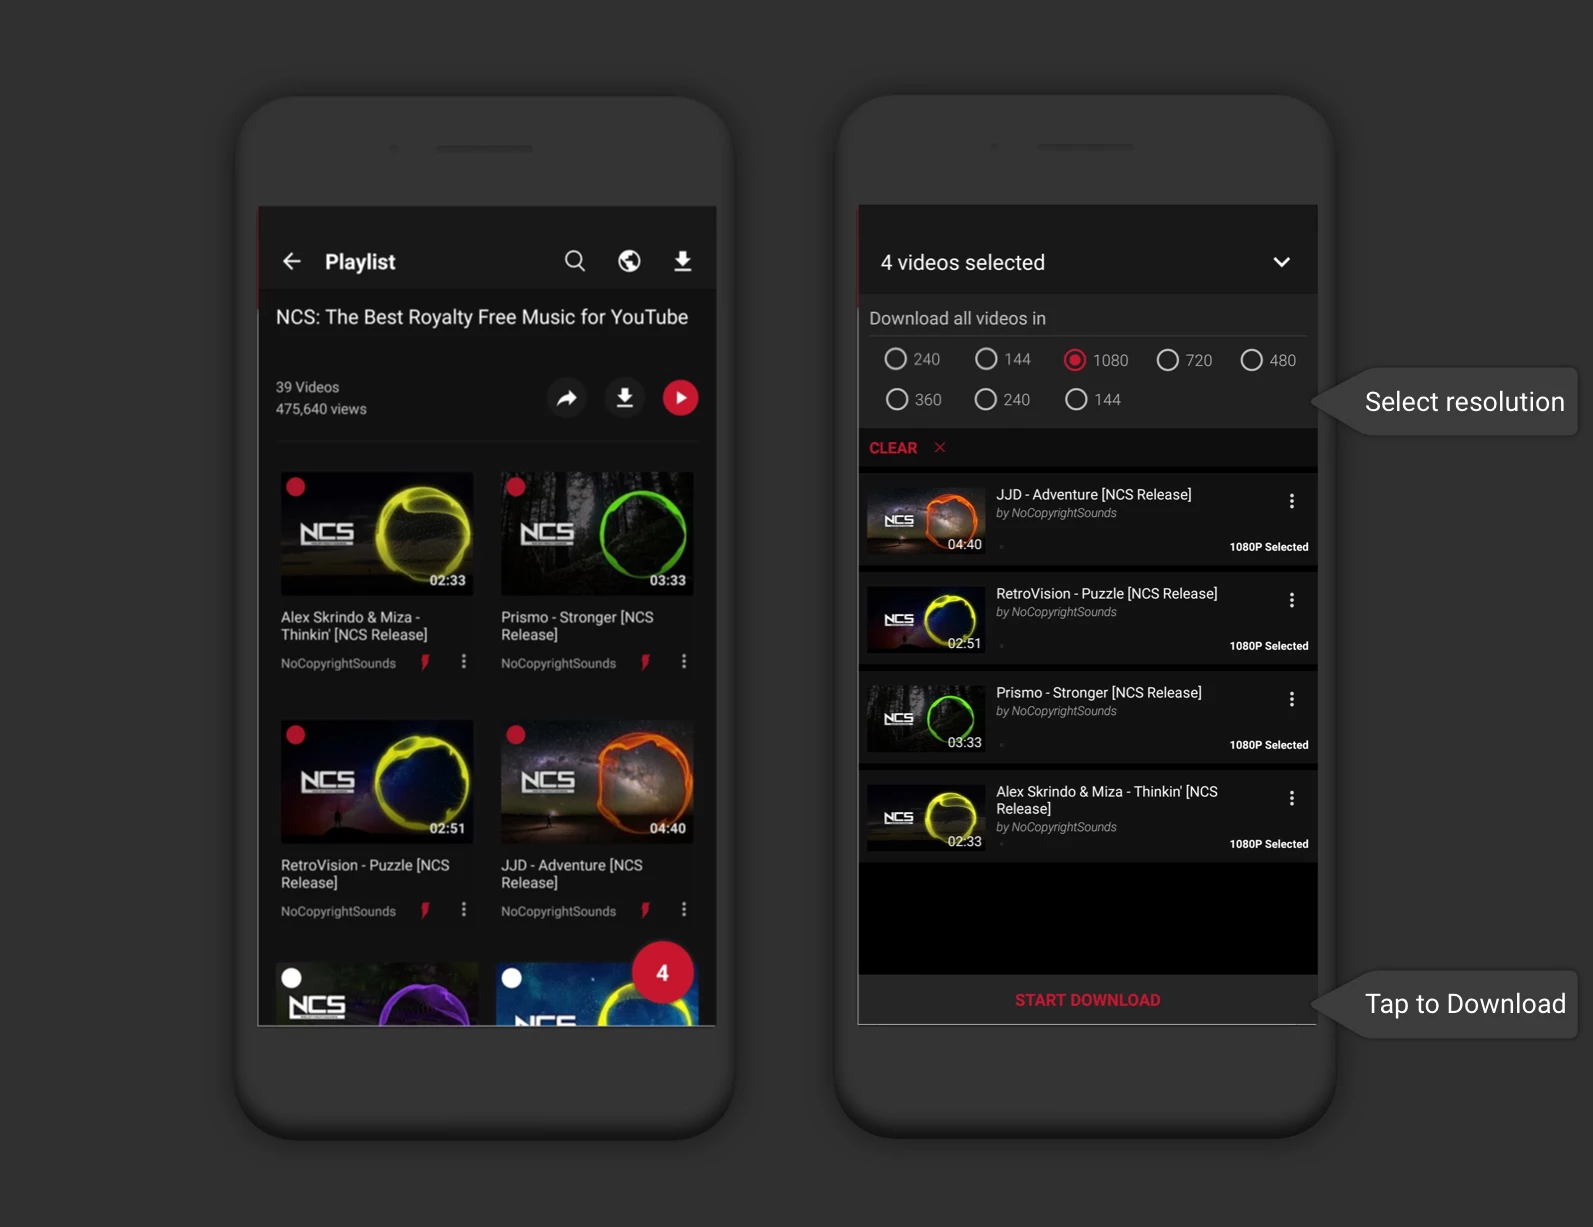 Playlist
NCS: The Best Royalty Free Music for YouTube
39 Videos
475,640 views
NCS
02:33
Alex Skrindo & Miza -
Thinkin' [NCS Release]
NoCopyrightSounds
NCS
03:33
Prismo - Stronger [NCS
Release]
NoCopyrightSounds
NCS
02:51
RetroVision - Puzzle [NCS
Release]
NoCopyrightSounds
NCS
04:40
JJD - Adventure [NCS
Release]
NoCopyrightSounds
NCS
NCS
4
4 videos selected
Download all videos in
240 144 1080 720 480
360 240 144
CLEAR
NCS
04:40
JJD - Adventure [NCS Release]
by NoCopyrightSounds
1080P Selected
NCS
02:51
RetroVision - Puzzle [NCS Release]
by NoCopyrightSounds
1080P Selected
NCS
03:33
Prismo - Stronger [NCS Release]
by NoCopyrightSounds
1080P Selected
NCS
02:33
Alex Skrindo & Miza - Thinkin' [NCS
Release]
by NoCopyrightSounds
1080P Selected
START DOWNLOAD
Select resolution
Tap to Download